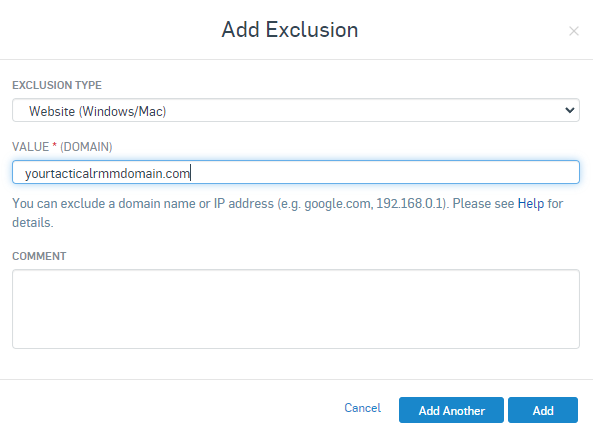 Add Exclusion
×
EXCLUSION TYPE
Website (Windows/Mac)
VALUE * (DOMAIN)
yourtacticalrmmdomain.com
You can exclude a domain name or IP address (e.g. google.com, 192.168.0.1). Please see Help for
details.
COMMENT
Cancel
Add Another
Add